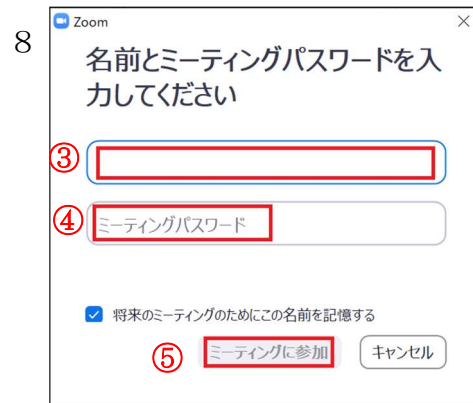 8
Zoom
名前とミーティングパスワードを入
力してください
③
④ ミーティングパスワード
将来のミーティングのためにこの名前を記憶する
⑤ ミーティングに参加 キャンセル